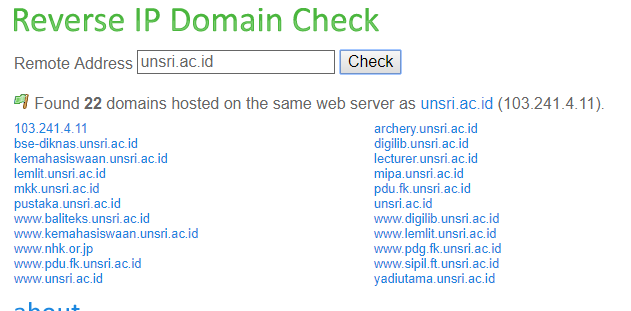 Reverse IP Domain Check
Remote Address unsri.ac.id Check
Found 22 domains hosted on the same web server as unsri.ac.id (103.241.4.11).
103.241.4.11
bse-diknas.unsri.ac.id
kemahasiswaan.unsri.ac.id
lemlit.unsri.ac.id
mkk.unsri.ac.id
pustaka.unsri.ac.id
www.baliteks.unsri.ac.id
www.kemahasiswaan.unsri.ac.id
www.nhk.or.jp
www.pdu.fk.unsri.ac.id
www.unsri.ac.id
archery.unsri.ac.id
digilib.unsri.ac.id
lecturer.unsri.ac.id
mipa.unsri.ac.id
pdu.fk.unsri.ac.id
unsri.ac.id
www.digilib.unsri.ac.id
www.lemlit.unsri.ac.id
www.pdg.fk.unsri.ac.id
www.sipil.ft.unsri.ac.id
yadiutama.unsri.ac.id
about